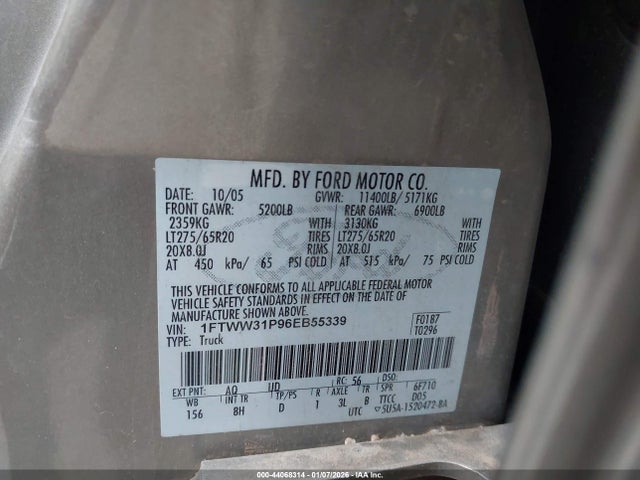 MFD. BY FORD MOTOR CO.
DATE: 10/05 GVWR: 11400LB/ 5171KG
FRONT GAWR: 5200LB REAR GAWR: 6900LB
2359KG WITH 3130KG WITH
LT275/65R20 TIRES LT275/65R20 TIRES
20X8.0J RIMS 20X8.0J RIMS
AT 450 kPa/ 65 PSI COLD AT 515 kPa/ 75 PSI COLD
THIS VEHICLE CONFORMS TO ALL APPLICABLE FEDERAL MOTOR
VEHICLE SAFETY STANDARDS IN EFFECT ON THE DATE OF
MANUFACTURE SHOWN ABOVE.
VIN: 1FTWW31P96EB55339 F0187
TYPE: Truck T0296
EXT PNT: AQ UD RC: 56 DSO:
WB INT TR TP/PS R AXLE TR SPR 6F710
156 8H D 1 3L B TTCC D05
UTC 5U5A-1520472-BA
000-44068314 | 01/07/2026 | © IAA Inc.